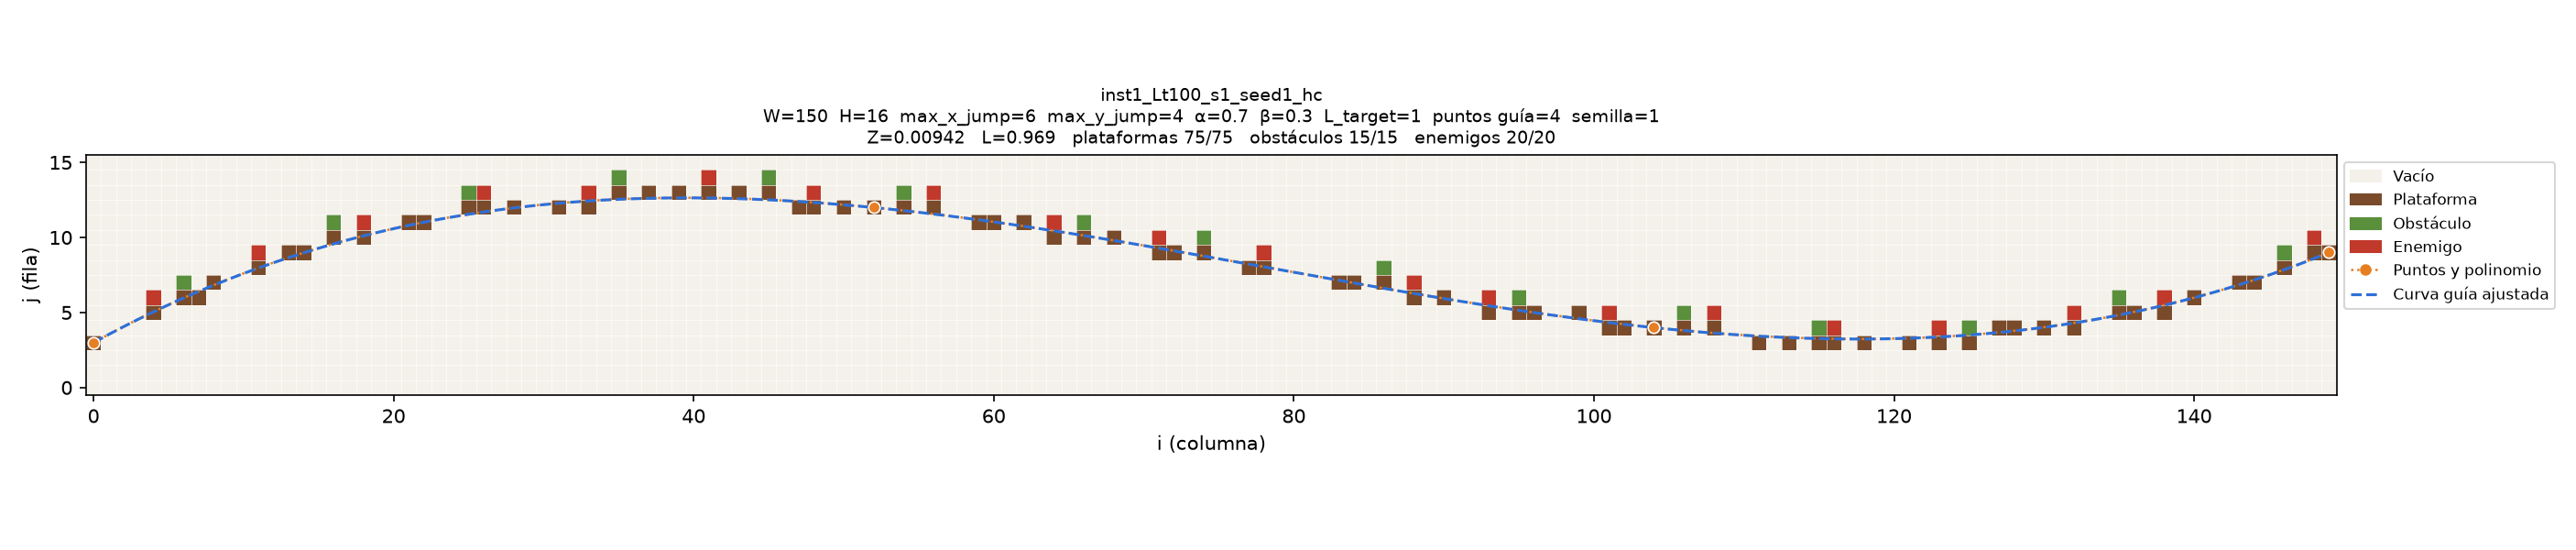 inst1_Lt100_s1_seed1_hc
W=150 H=16 max_x_jump=6 max_y_jump=4 α=0.7 β=0.3 L_target=1 puntos guía=4 semilla=1
Z=0.00942 L=0.969 plataformas 75/75 obstáculos 15/15 enemigos 20/20
15
10
5
0
j (fila)
0 20 40 60 80 100 120 140
i (columna)
Vacío
Plataforma
Obstáculo
Enemigo
Puntos y polinomio
Curva guía ajustada